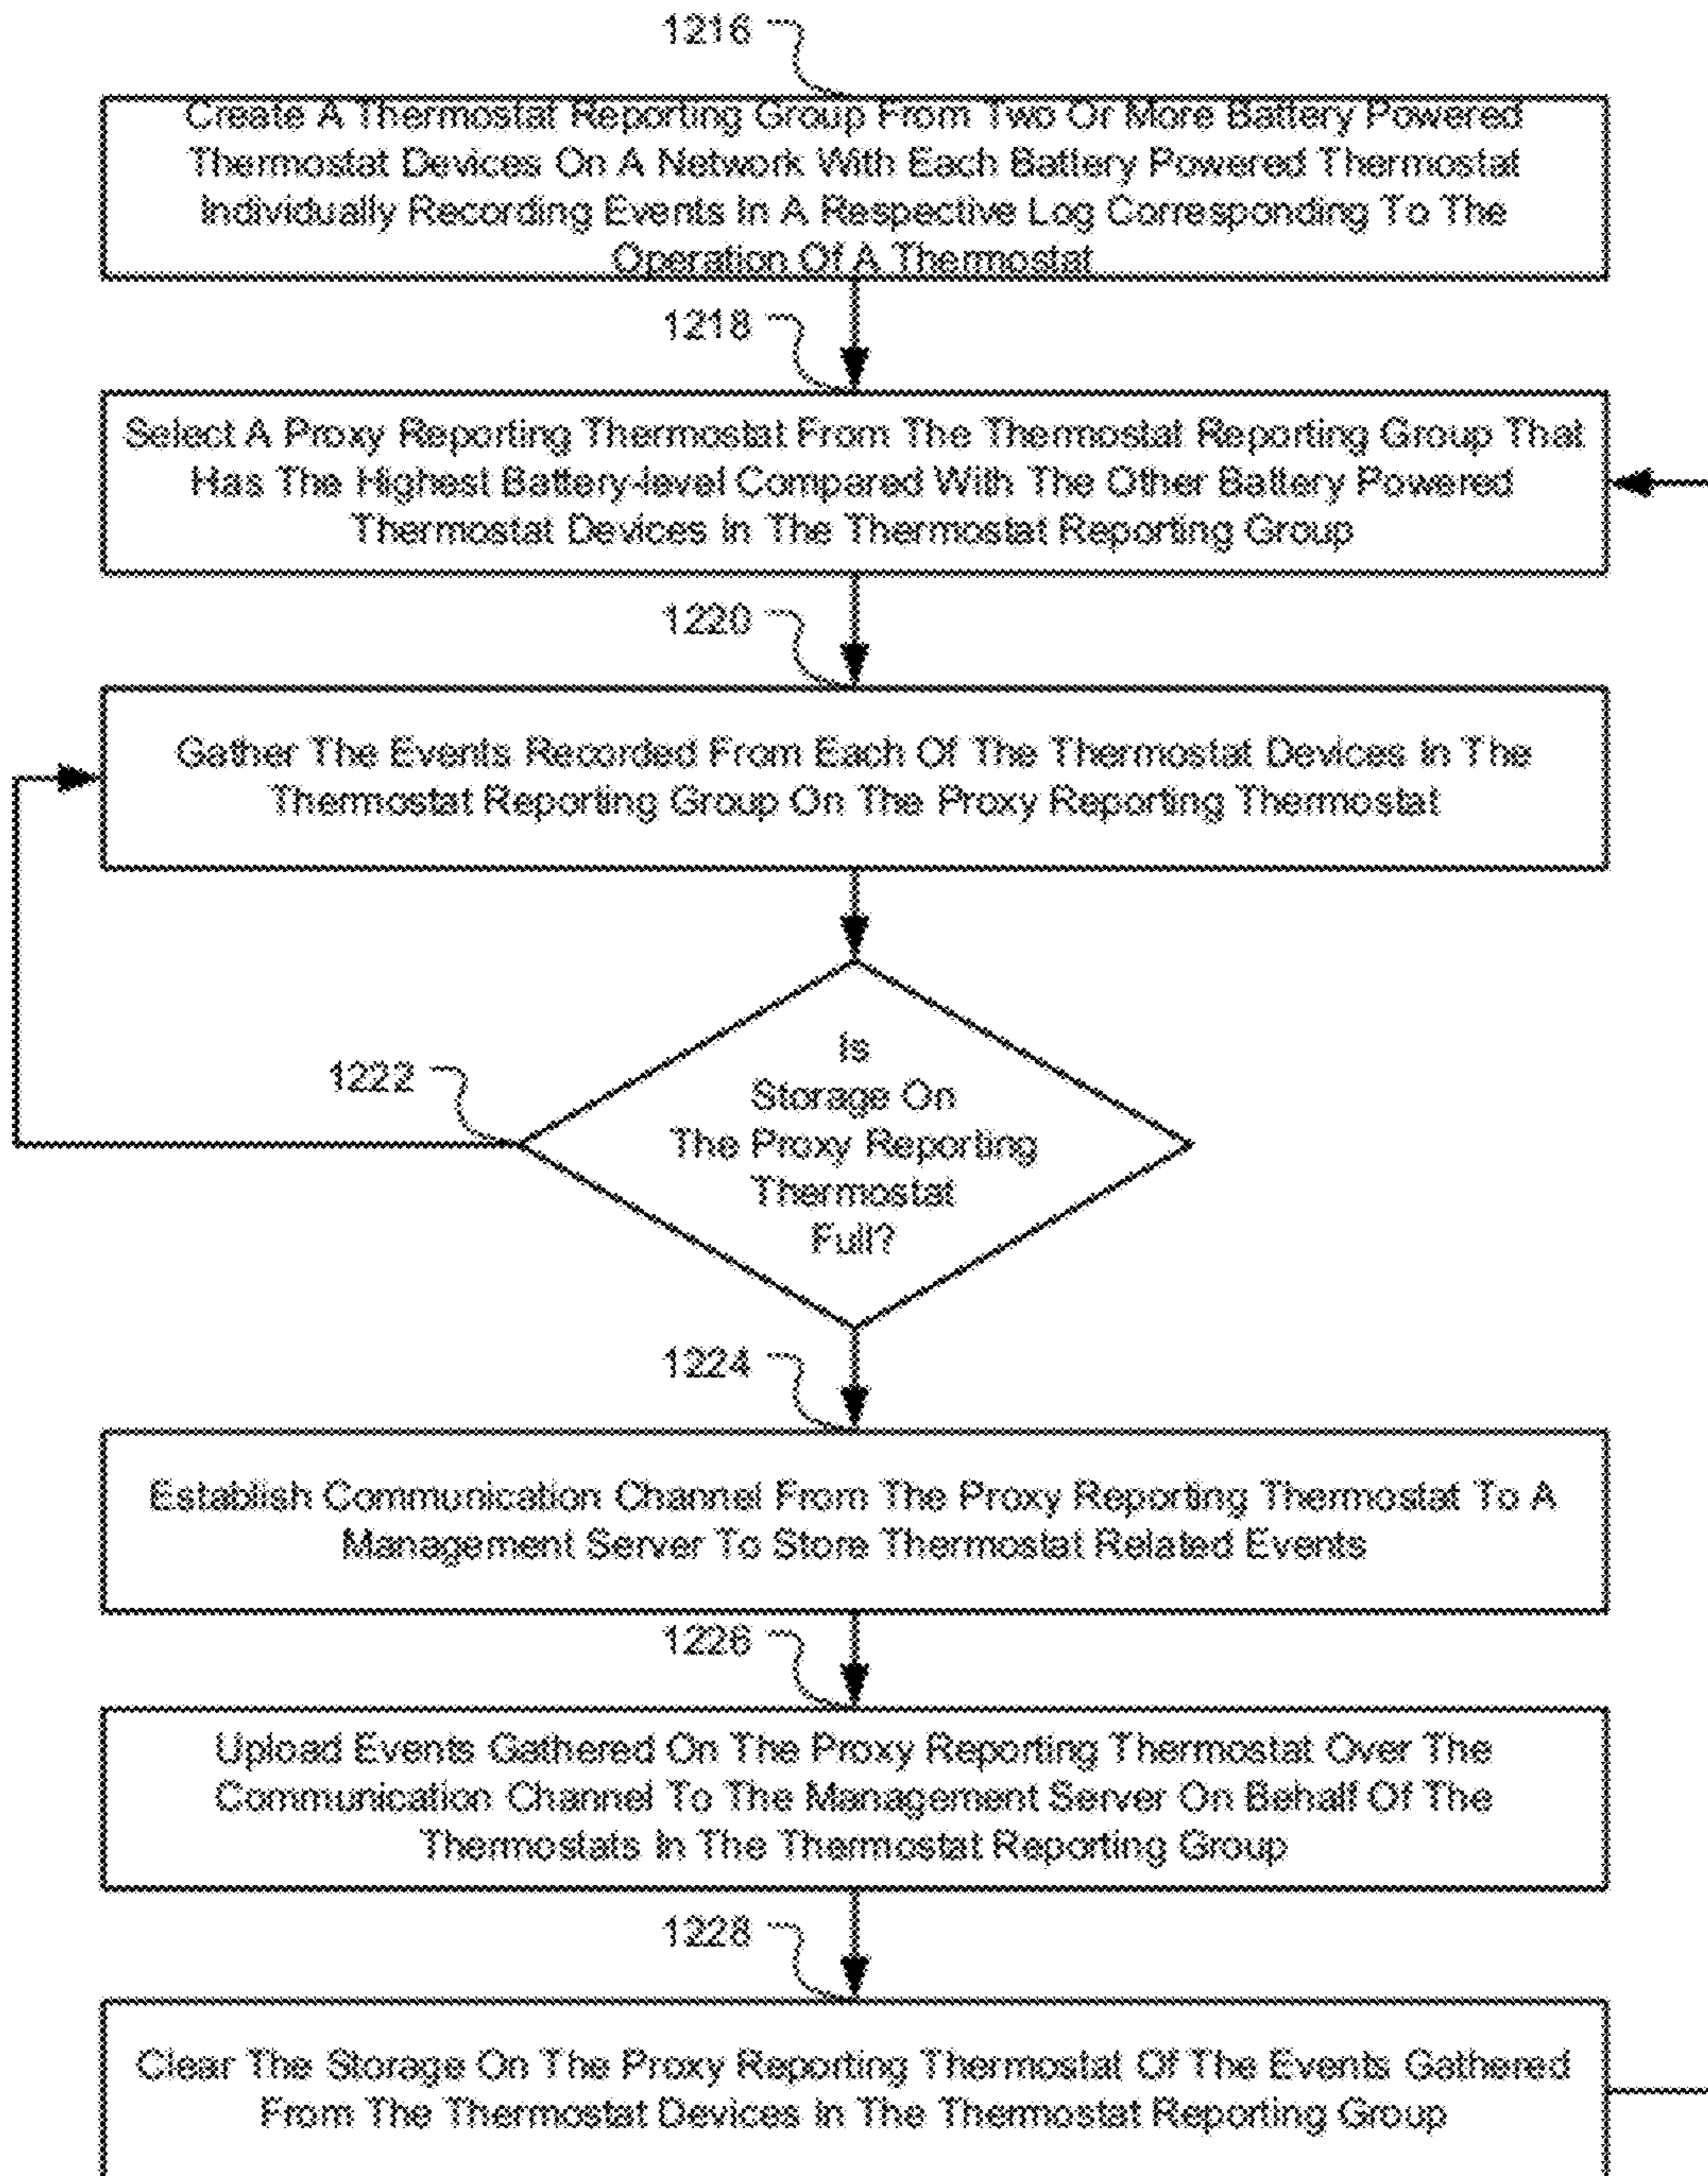 1216
Create A Thermostat Reporting Group From Two Or More Battery Powered
Thermostat Devices On A Network With Each Battery Powered Thermostat
Individually Recording Events In A Respective Log Corresponding To The
Operation Of A Thermostat
1218
Select A Proxy Reporting Thermostat From The Thermostat Reporting Group That
Has The Highest Battery-level Compared With The Other Battery Powered
Thermostat Devices In The Thermostat Reporting Group
1220
Gather The Events Recorded From Each Of The Thermostat Devices In The
Thermostat Reporting Group On The Proxy Reporting Thermostat
1222
Is
Storage On
The Proxy Reporting
Thermostat
Full?
1224
Establish Communication Channel From The Proxy Reporting Thermostat To A
Management Server To Store Thermostat Related Events
1226
Upload Events Gathered On The Proxy Reporting Thermostat Over The
Communication Channel To The Management Server On Behalf Of The
Thermostats In The Thermostat Reporting Group
1228
Clear The Storage On The Proxy Reporting Thermostat Of The Events Gathered
From The Thermostat Devices in The Thermostat Reporting Group